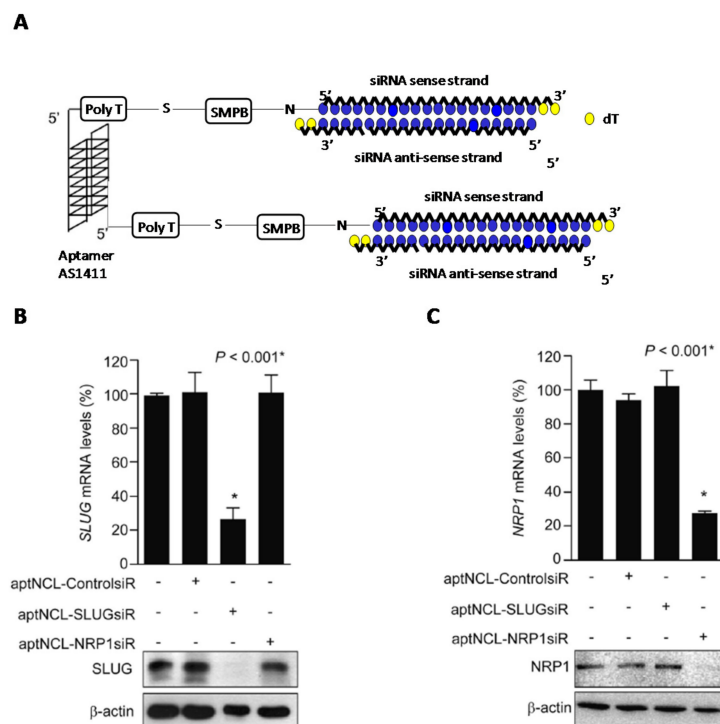 A
5' Poly T S SMPB N 5' siRNA sense strand 3'
dT
3' siRNA anti-sense strand 5'
5'
siRNA sense strand
5' Poly T S SMPB N 5' 3'
3' siRNA anti-sense strand 5'
5'
Aptamer
AS1411
B
P < 0.001*
SLUG mRNA levels (%)
120
100
80
60
40
20
0
*
aptNCL-ControlsiR - + - -
aptNCL-SLUGsiR - - + -
aptNCL-NRP1siR - - - +
SLUG
β-actin
C
P < 0.001*
NRP1 mRNA levels (%)
120
100
80
60
40
20
0
*
aptNCL-ControlsiR - + - -
aptNCL-SLUGsiR - - + -
aptNCL-NRP1siR - - - +
NRP1
β-actin